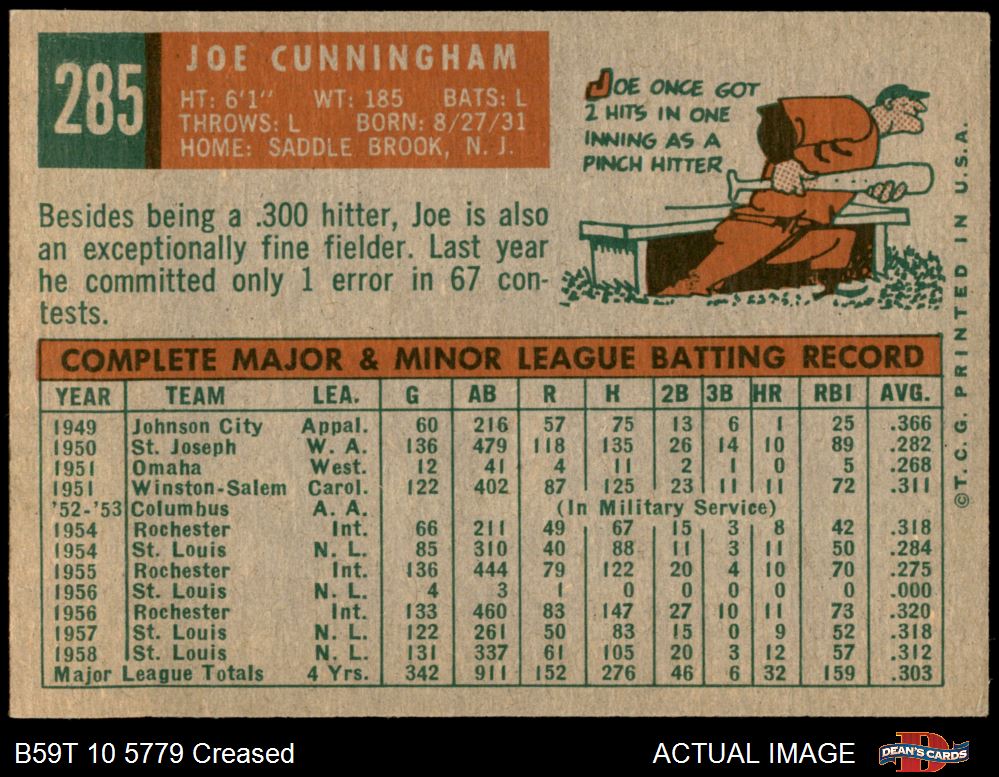 285
JOE CUNNINGHAM
HT: 6'1" WT: 185 BATS: L
THROWS: L BORN: 8/27/31
HOME: SADDLE BROOK, N. J.
JOE ONCE GOT
2 HITS IN ONE
INNING AS A
PINCH HITTER
Besides being a .300 hitter, Joe is also
an exceptionally fine fielder. Last year
he committed only 1 error in 67 con-
tests.
COMPLETE MAJOR & MINOR LEAGUE BATTING RECORD
YEAR TEAM LEA. G AB R H 2B 3B HR RBI AVG.
1949 Johnson City Appal. 60 216 57 75 13 6 1 25 .366
1950 St. Joseph W. A. 136 479 118 135 26 14 10 89 .282
1951 Omaha West. 12 41 4 11 2 1 0 5 .268
1951 Winston-Salem Carol. 122 402 87 125 23 11 11 72 .311
'52-'53 Columbus A. A. (In Military Service)
1954 Rochester Int. 66 211 49 67 15 3 8 42 .318
1954 St. Louis N. L. 85 310 40 88 11 3 11 50 .284
1955 Rochester Int. 136 444 79 122 20 4 10 70 .275
1956 St. Louis N. L. 4 3 1 0 0 0 0 0 .000
1956 Rochester Int. 133 460 83 147 27 10 11 73 .320
1957 St. Louis N. L. 122 261 50 83 15 0 9 52 .318
1958 St. Louis N. L. 131 337 61 105 20 3 12 57 .312
Major League Totals 4 Yrs. 342 911 152 276 46 6 32 159 .303
©T.C.G. PRINTED IN U.S.A.
B59T 10 5779 Creased
ACTUAL IMAGE
DEAN'S CARDS